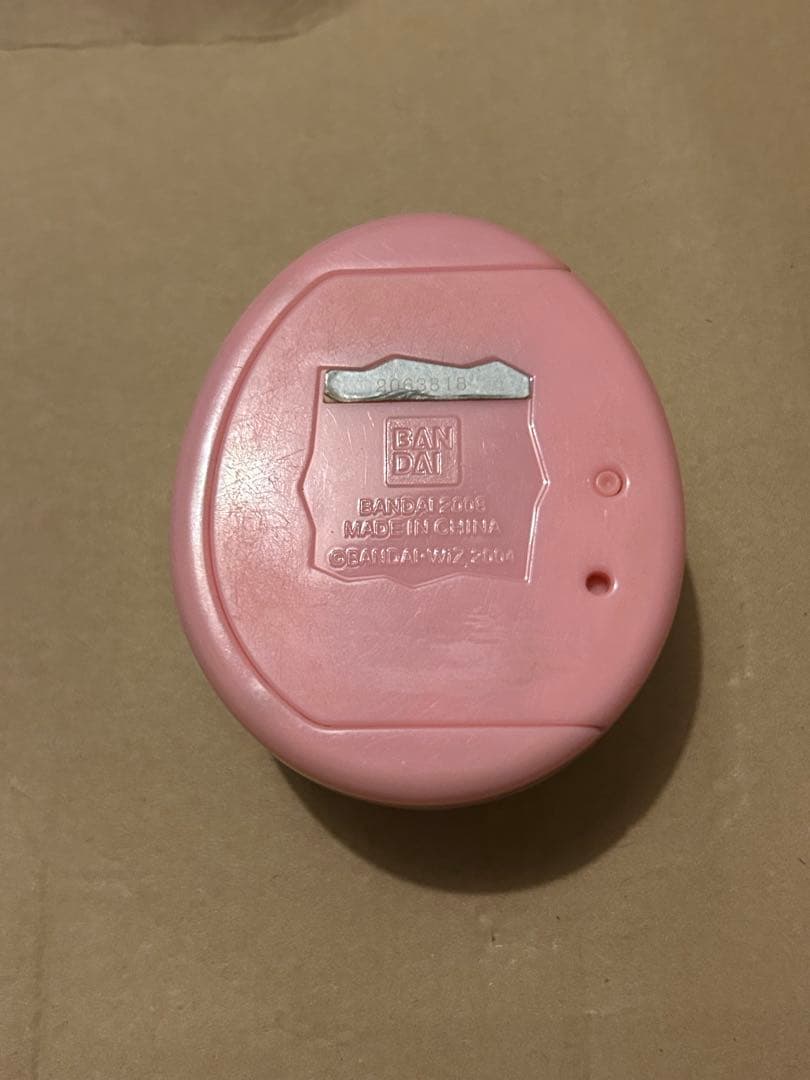 2063818
BAN
DAI
BANDAI 2008
MADE IN CHINA
©BANDAI•WiZ 2004